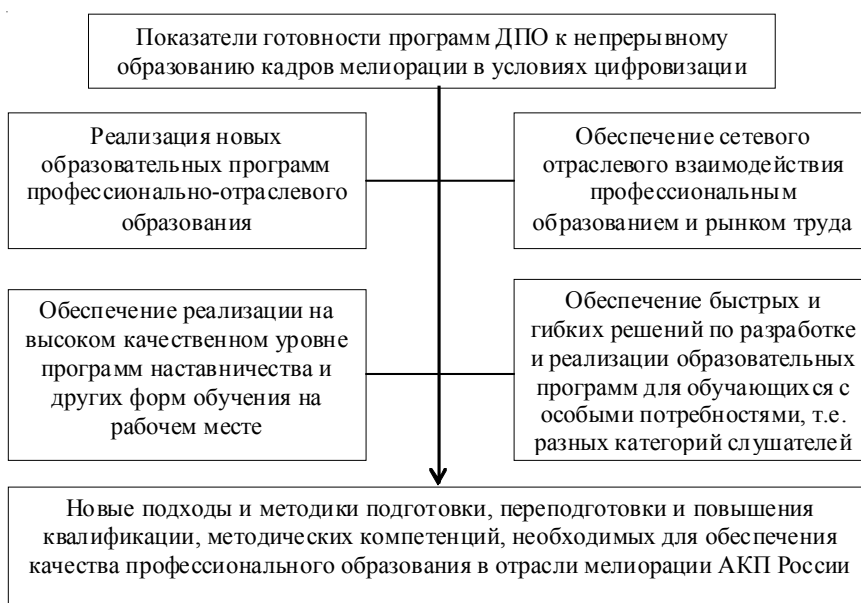 Показатели готовности программ ДПО к непрерывному
образованию кадров мелиорации в условиях цифровизации
Реализация новых
образовательных программ
профессионально-отраслевого
образования
Обеспечение сетевого
отраслевого взаимодействия
профессиональным
образованием и рынком труда
Обеспечение реализации на
высоком качественном уровне
программ наставничества и
других форм обучения на
рабочем месте
Обеспечение быстрых и
гибких решений по разработке
и реализации образовательных
программ для обучающихся с
особыми потребностями, т.е.
разных категорий слушателей
Новые подходы и методики подготовки, переподготовки и повышения
квалификации, методических компетенций, необходимых для обеспечения
качества профессионального образования в отрасли мелиорации АКП России